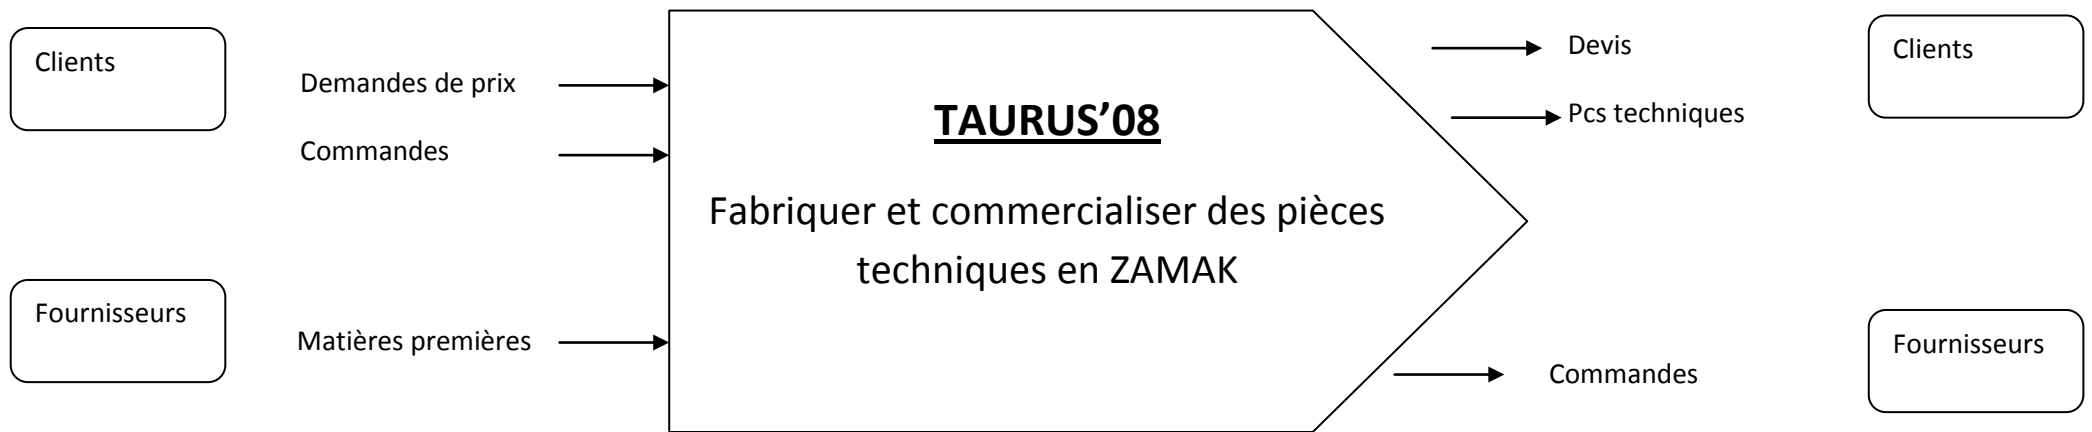 Clients
Demandes de prix
Commandes
Fournisseurs
Matières premières
TAURUS’08
Fabriquer et commercialiser des pièces
techniques en ZAMAK
Devis
Pcs techniques
Commandes
Clients
Fournisseurs